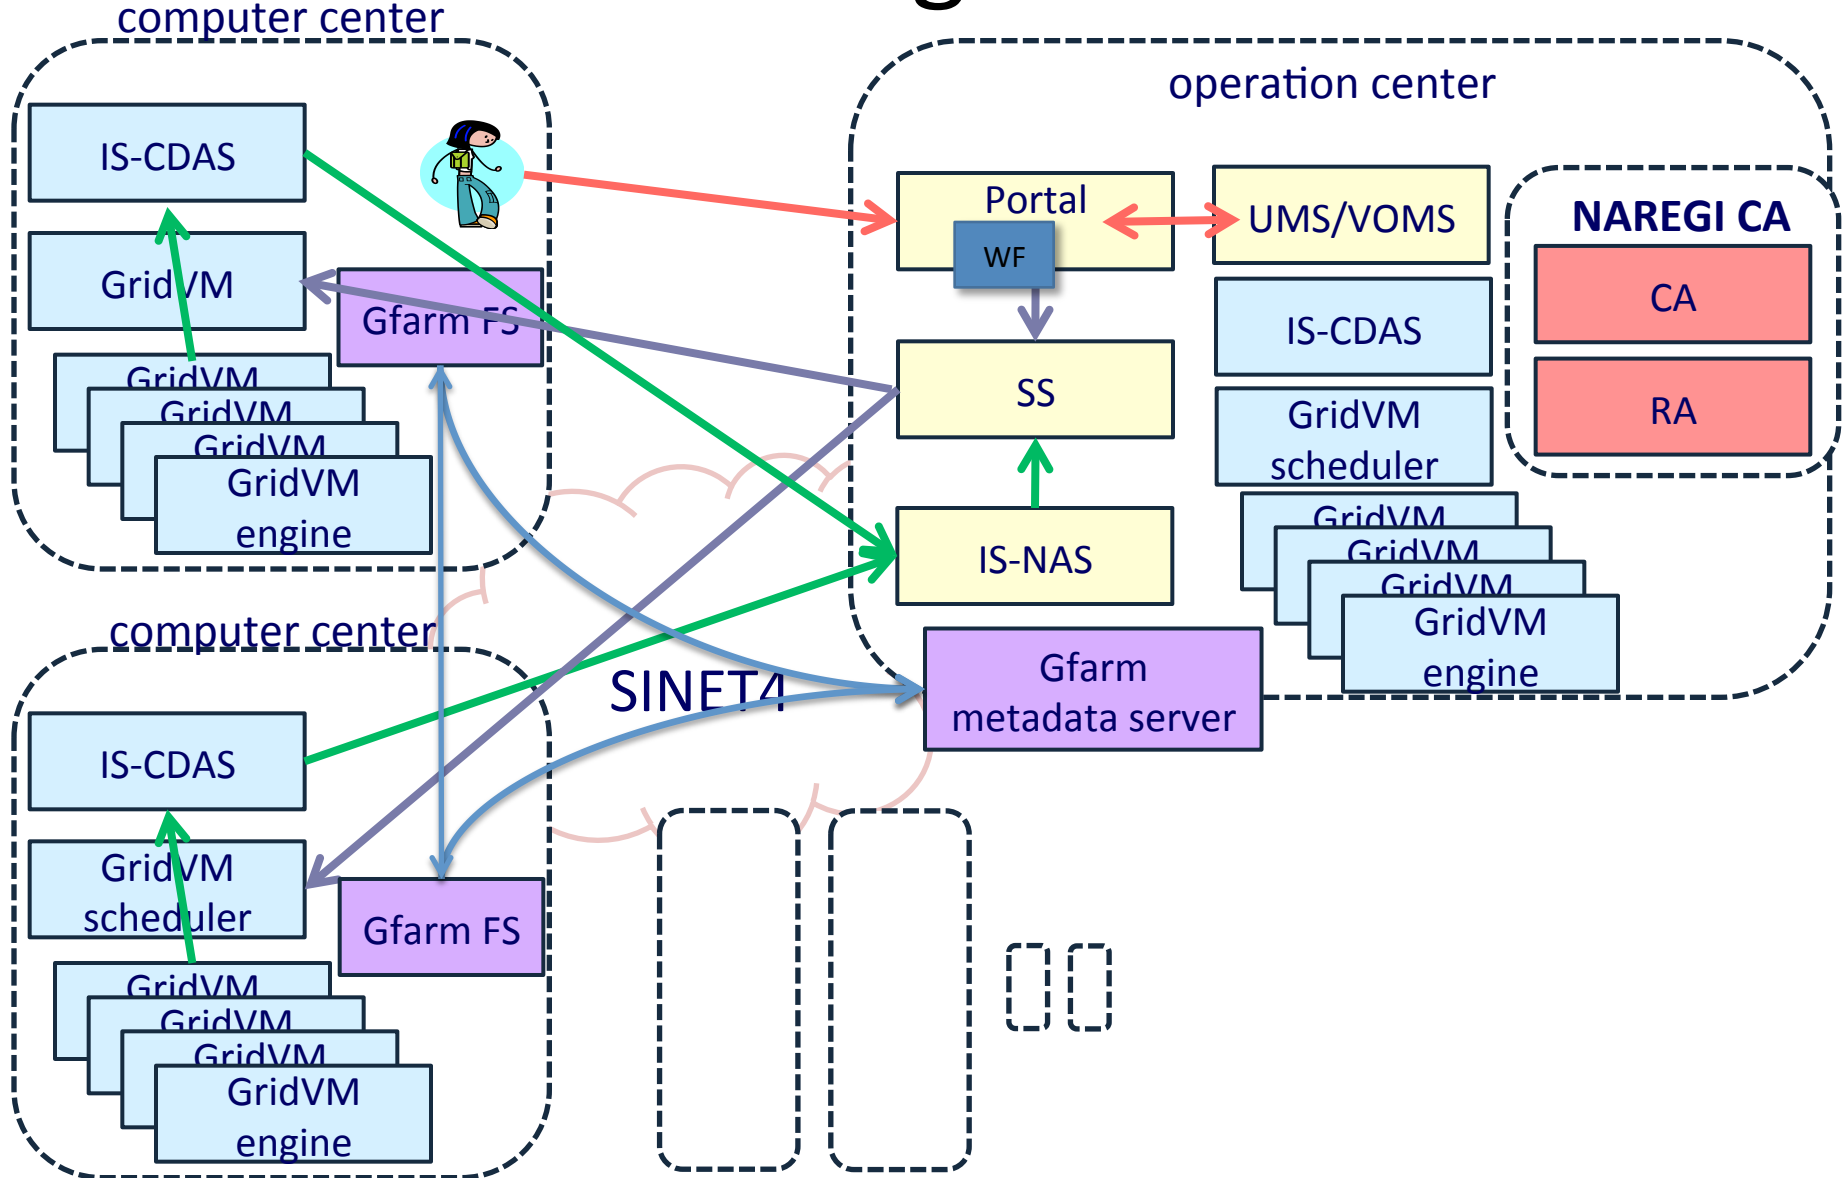 computer center
IS-CDAS
GridVM
Gfarm FS
GridVM
GridVM
GridVM
GridVM
engine
computer center
IS-CDAS
GridVM
scheduler
Gfarm FS
GridVM
GridVM
GridVM
GridVM
engine
SINET4
operation center
Portal
WF
UMS/VOMS
SS
IS-NAS
Gfarm
metadata server
IS-CDAS
GridVM
scheduler
GridVM
GridVM
GridVM
GridVM
engine
NAREGI CA
CA
RA